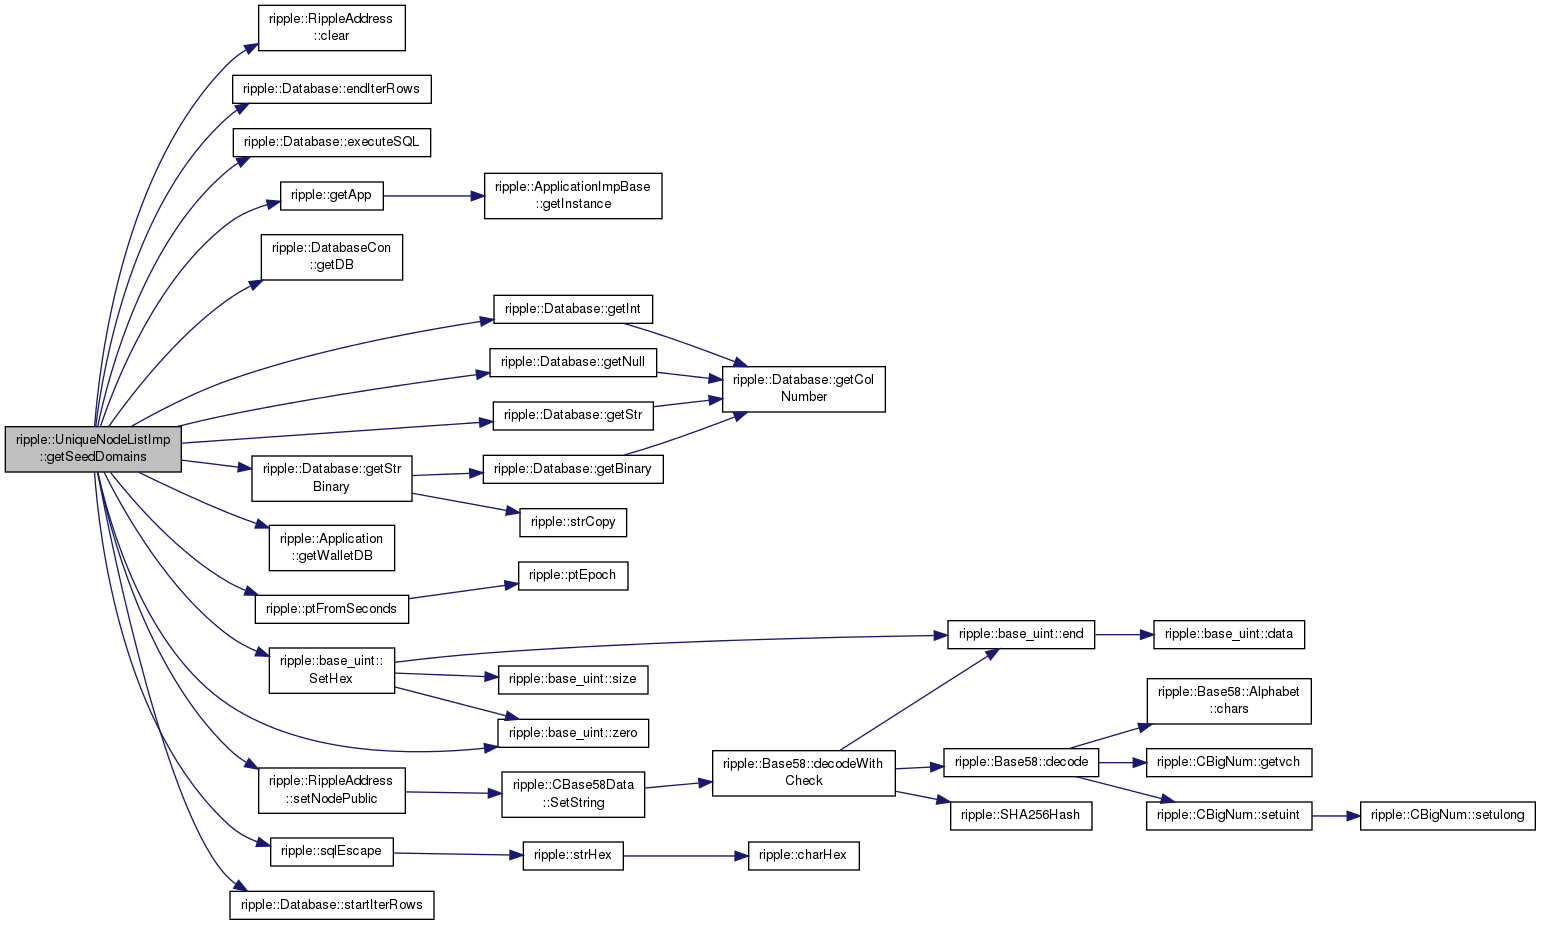 ripple::RippleAddress
::clear
ripple::Database::endIterRows
ripple::Database::executeSQL
ripple::getApp
ripple::ApplicationImpBase
::getInstance
ripple::DatabaseCon
::getDB
ripple::Database::getInt
ripple::Database::getNull
ripple::Database::getCol
Number
ripple::Database::getStr
ripple::UniqueNodeListImp
::getSeedDomains
ripple::Database::getStr
Binary
ripple::Database::getBinary
ripple::strCopy
ripple::Application
::getWalletDB
ripple::ptEpoch
ripple::ptFromSeconds
ripple::base_uint::end
ripple::base_uint::data
ripple::base_uint::
SetHex
ripple::base_uint::size
ripple::Base58::Alphabet
::chars
ripple::base_uint::zero
ripple::Base58::decodeWith
Check
ripple::Base58::decode
ripple::CBigNum::getvch
ripple::RippleAddress
::setNodePublic
ripple::CBase58Data
::SetString
ripple::SHA256Hash
ripple::CBigNum::setuint
ripple::CBigNum::setulong
ripple::sqlEscape
ripple::strHex
ripple::charHex
ripple::Database::startIterRows